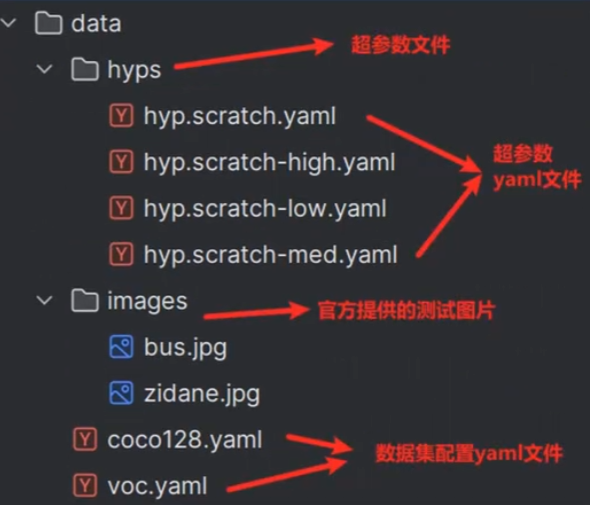 data
hyps
超参数文件
hyp.scratch.yaml
hyp.scratch-high.yaml
超参数
yaml文件
hyp.scratch-low.yaml
hyp.scratch-med.yaml
images
官方提供的测试图片
bus.jpg
zidane.jpg
coco128.yaml
数据集配置yaml文件
voc.yaml